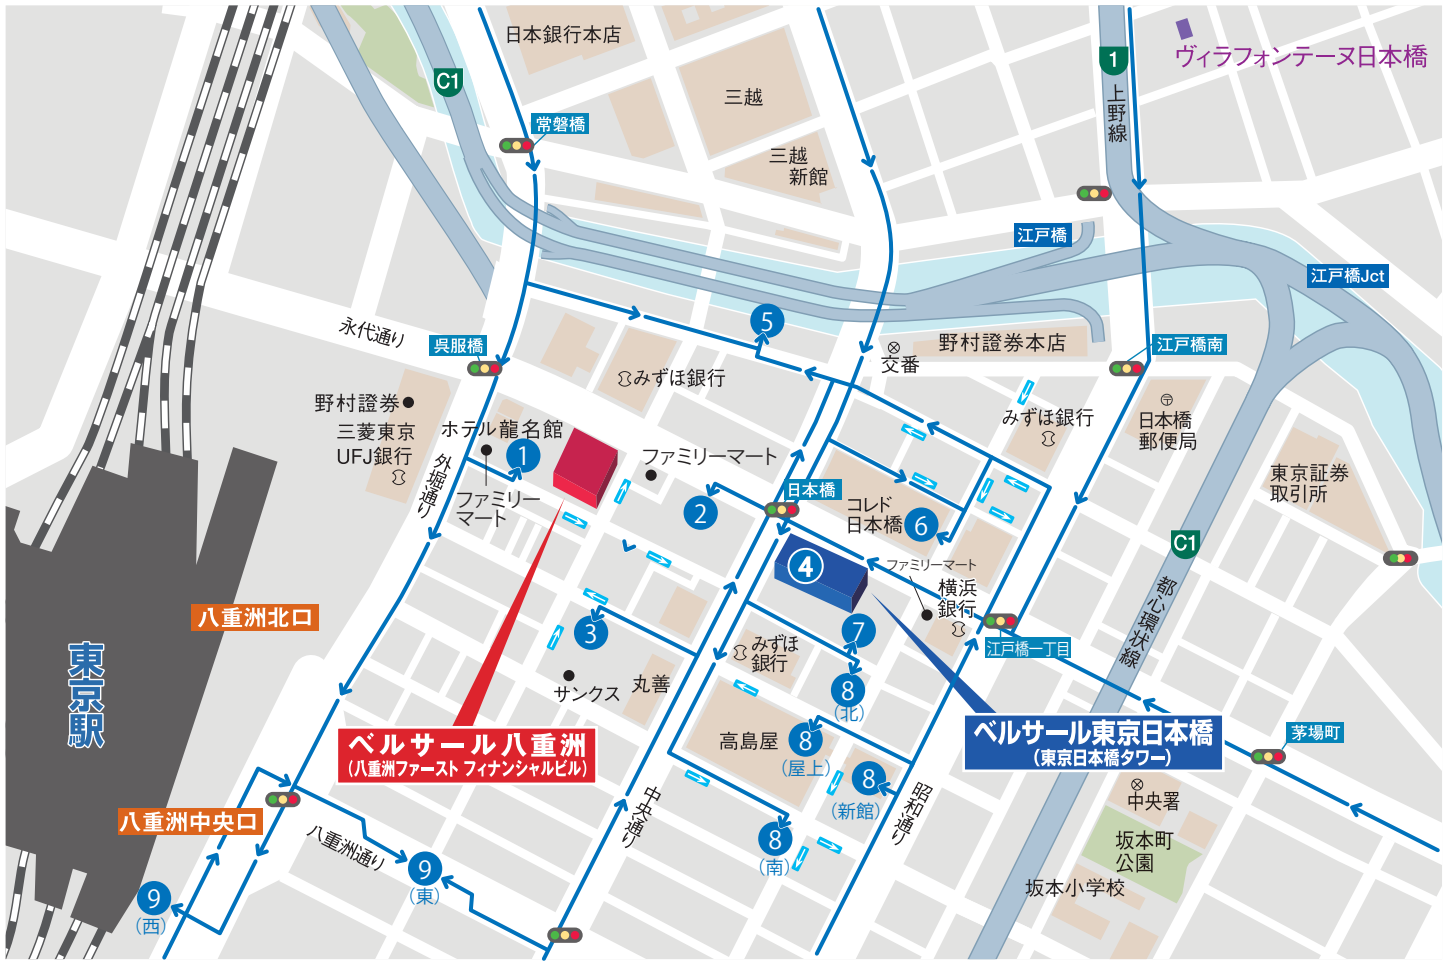 日本銀行本店
C1
1
ヴィラフォンテーヌ日本橋
三越
上野線
常磐橋
三越
新館
江戸橋
江戸橋Jct
5
永代通り
呉服橋
交番
野村證券本店
江戸橋南
みずほ銀行
野村證券
三菱東京
UFJ銀行
ホテル龍名館
1
ファミリー
マート
外堀通り
ファミリーマート
2
日本橋
コレド
日本橋
6
みずほ銀行
〒
日本橋
郵便局
東京証券
取引所
C1
都心環状線
4
ファミリーマート
横浜
銀行
江戸橋一丁目
八重洲北口
東京駅
3
サンクス
丸善
みずほ
銀行
7
8
(北)
ベルサール八重洲
(八重洲ファースト フィナンシャルビル)
高島屋
8
(屋上)
8
(新館)
8
(南)
ベルサール東京日本橋
(東京日本橋タワー)
茅場町
中央署
坂本町
公園
坂本小学校
昭和通り
中央通り
八重洲中央口
八重洲通り
9
(東)
9
(西)